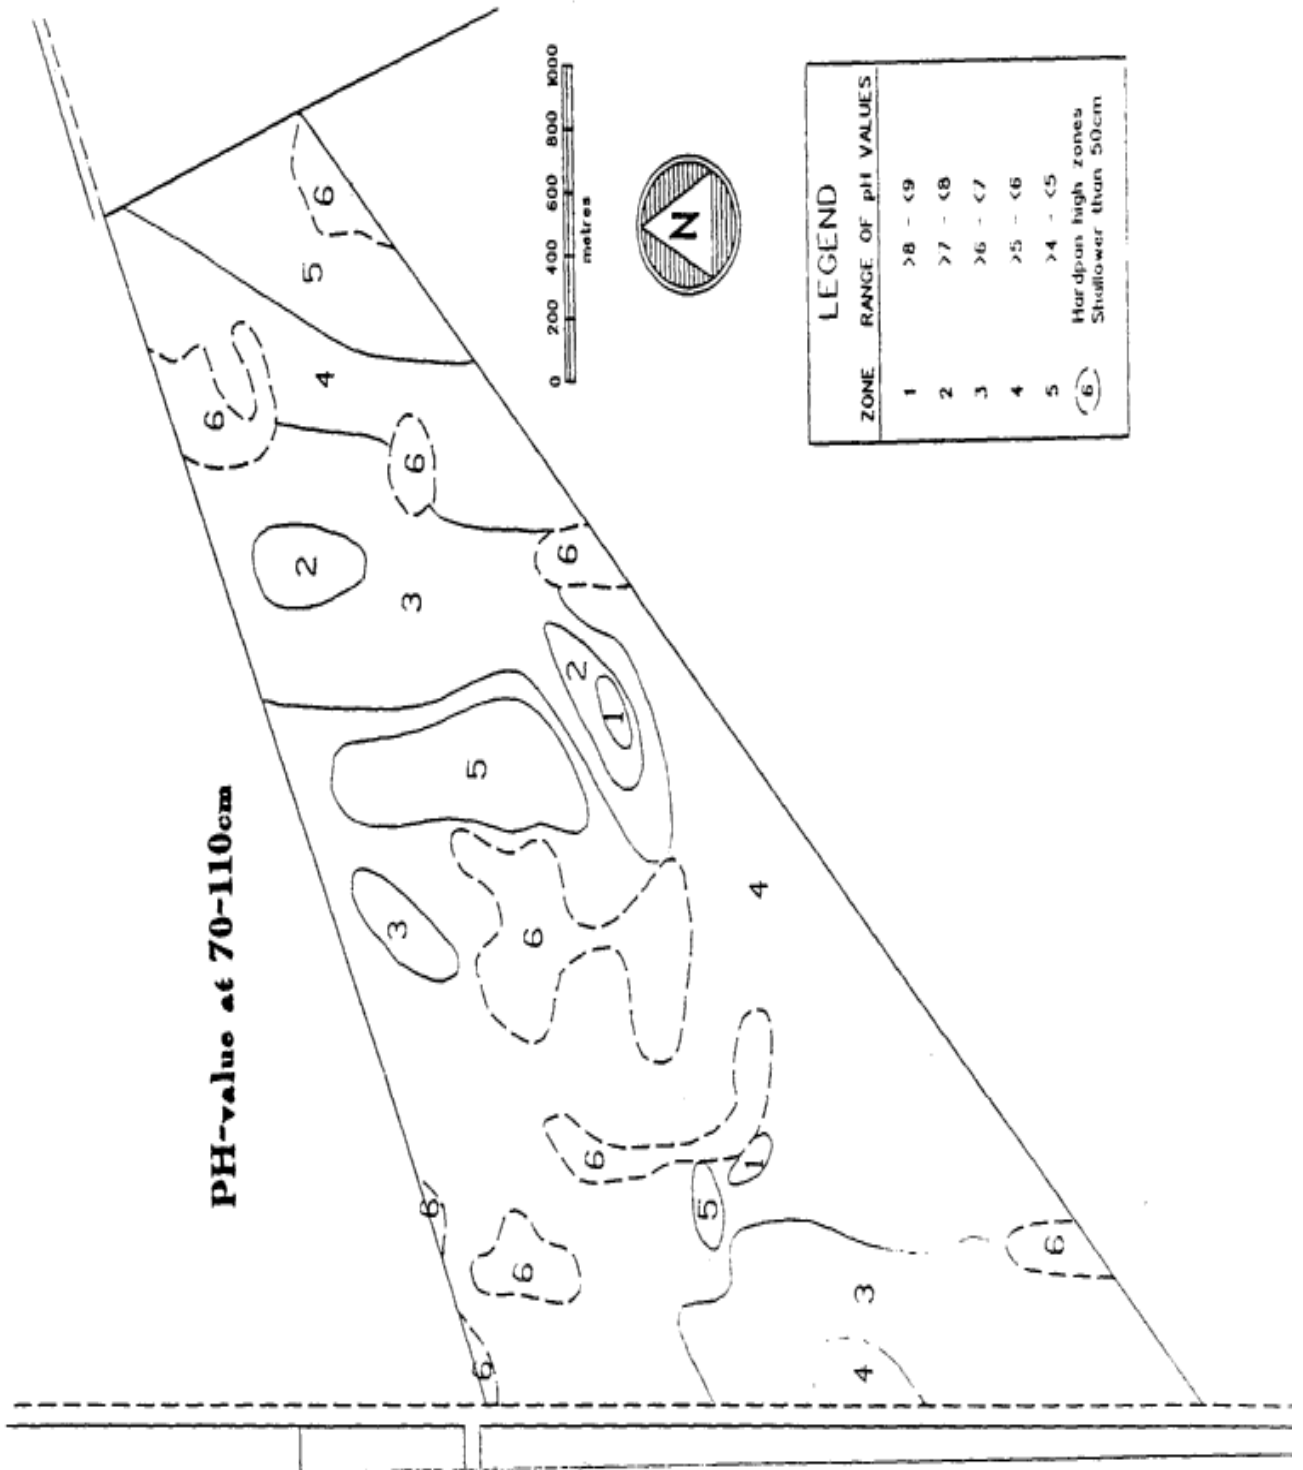 PH-value at 70-110cm
6
5
6
4
6
2
3
6
6
2
1
5
3
6
4
6
1
5
6
6
6
3
6
4
0 200 400 600 800 1000
metres
N
LEGEND
ZONE RANGE OF pH VALUES
1 >8 - <9
2 >7 - <8
3 >6 - <7
4 >5 - <6
5 >4 - <5
6 Hardpan high zones
Shallower than 50cm